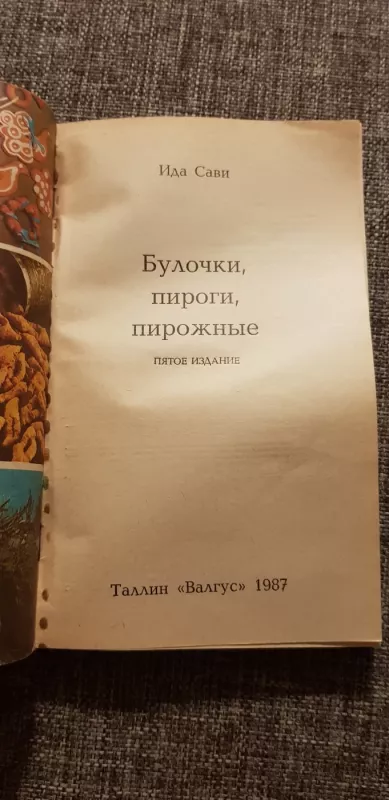 Ида Сави
Булочки,
пироги,
пирожные
ПЯТОЕ ИЗДАНИЕ
Таллин «Валгус» 1987